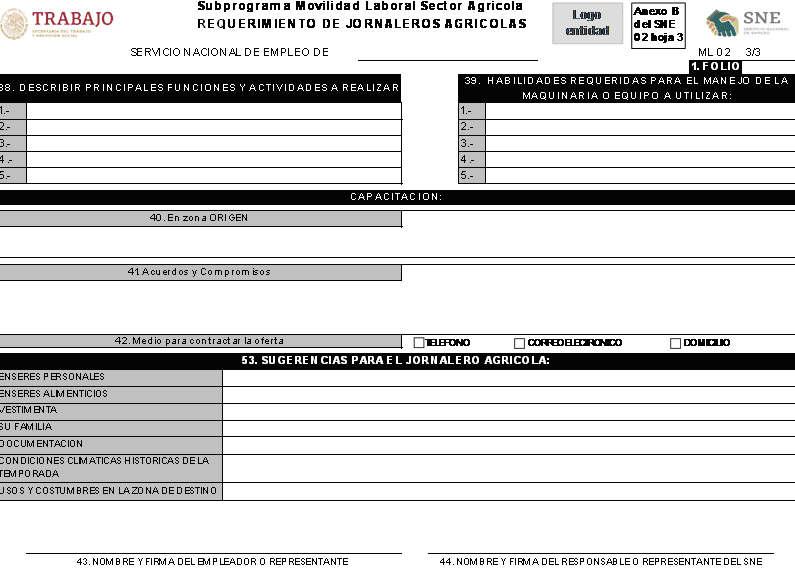 TRABAJO
SECRETARÍA DEL TRABAJO
Y PREVISIÓN SOCIAL
Subprograma Movilidad Laboral Sector Agricola
REQUERIMIENTO DE JORNALEROS AGRICOLAS
Logo
entidad
Anexo B
del SNE
02 hoja 3
SNE
SERVICIO NACIONAL
DE EMPLEO
SERVICIO NACIONAL DE EMPLEO DE
ML 02 3/3
1. FOLIO
38. DESCRIBIR PRINCIPALES FUNCIONES Y ACTIVIDADES A REALIZAR
39. HABILIDADES REQUERIDAS PARA EL MANEJO DE LA
MAQUINARIA O EQUIPO A UTILIZAR:
1.- 1.-
2.- 2.-
3.- 3.-
4.- 4.-
5.- 5.-
CAPACITACION:
40. En zona ORIGEN
41. Acuerdos y Compromisos
42. Medio para contractar la oferta
TELEFONO CORREO ELECTRONICO DOMICILIO
53. SUGERENCIAS PARA EL JORNALERO AGRICOLA:
ENSERES PERSONALES
ENSERES ALIMENTICIOS
VESTIMENTA
SU FAMILIA
DOCUMENTACION
CONDICIONES CLIMATICAS HISTORICAS DE LA
TEMPORADA
USOS Y COSTUMBRES EN LA ZONA DE DESTINO
43. NOMBRE Y FIRMA DEL EMPLEADOR O REPRESENTANTE
44. NOMBRE Y FIRMA DEL RESPONSABLE O REPRESENTANTE DEL SNE